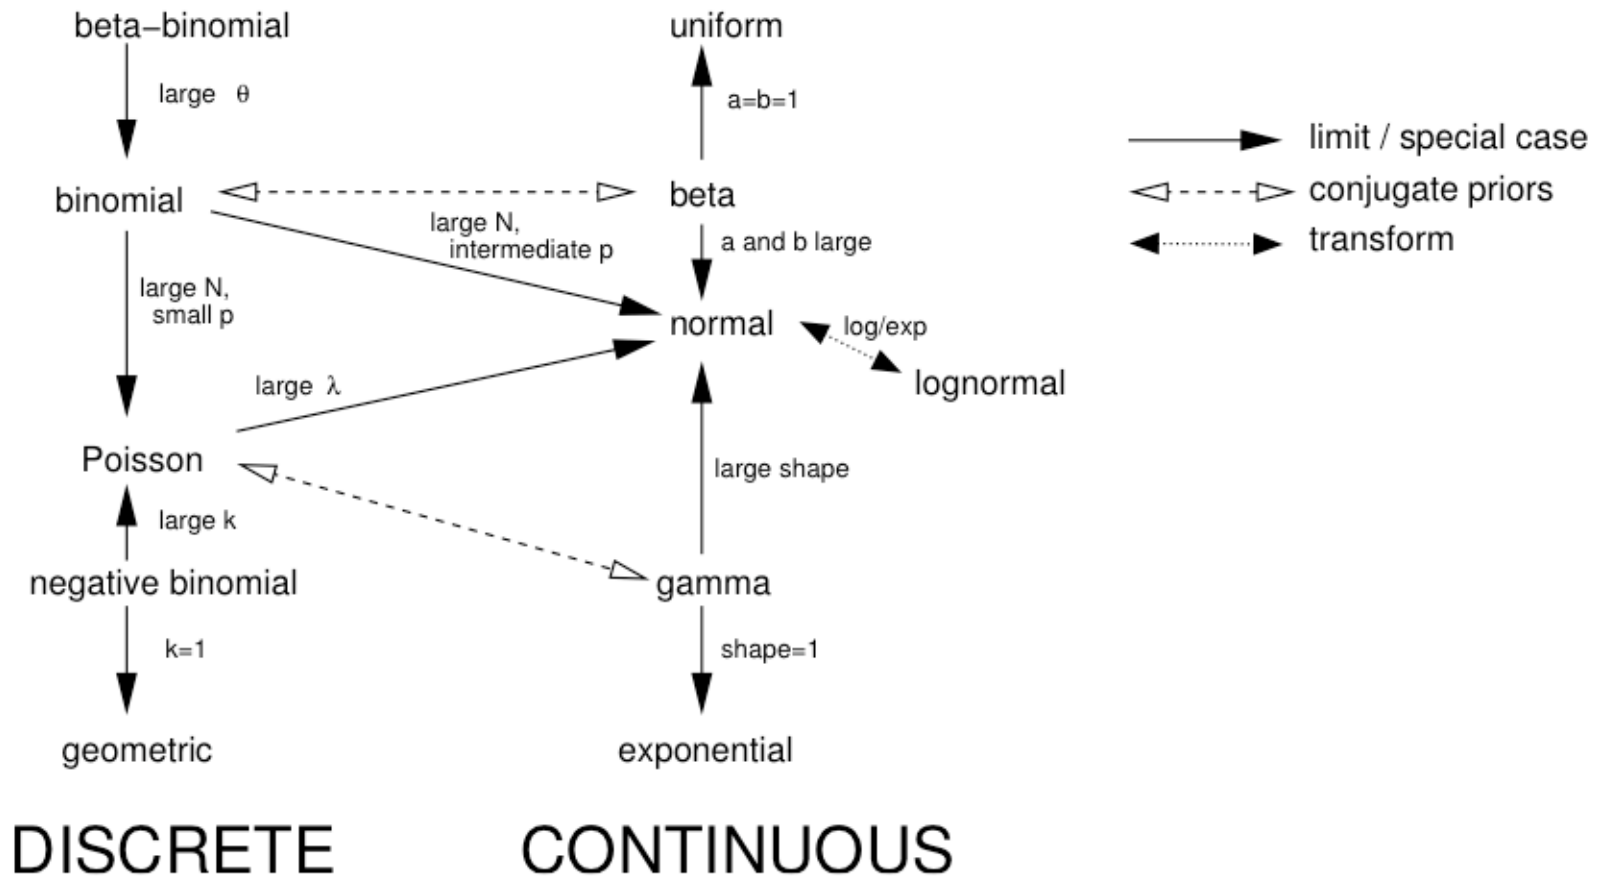 beta–binomial
uniform
large θ
a=b=1
limit / special case
binomial
beta
conjugate priors
large N,
intermediate p
a and b large
transform
large N,
small p
normal
log/exp
lognormal
large λ
Poisson
large shape
large k
negative binomial
gamma
k=1
shape=1
geometric
exponential
DISCRETE
CONTINUOUS